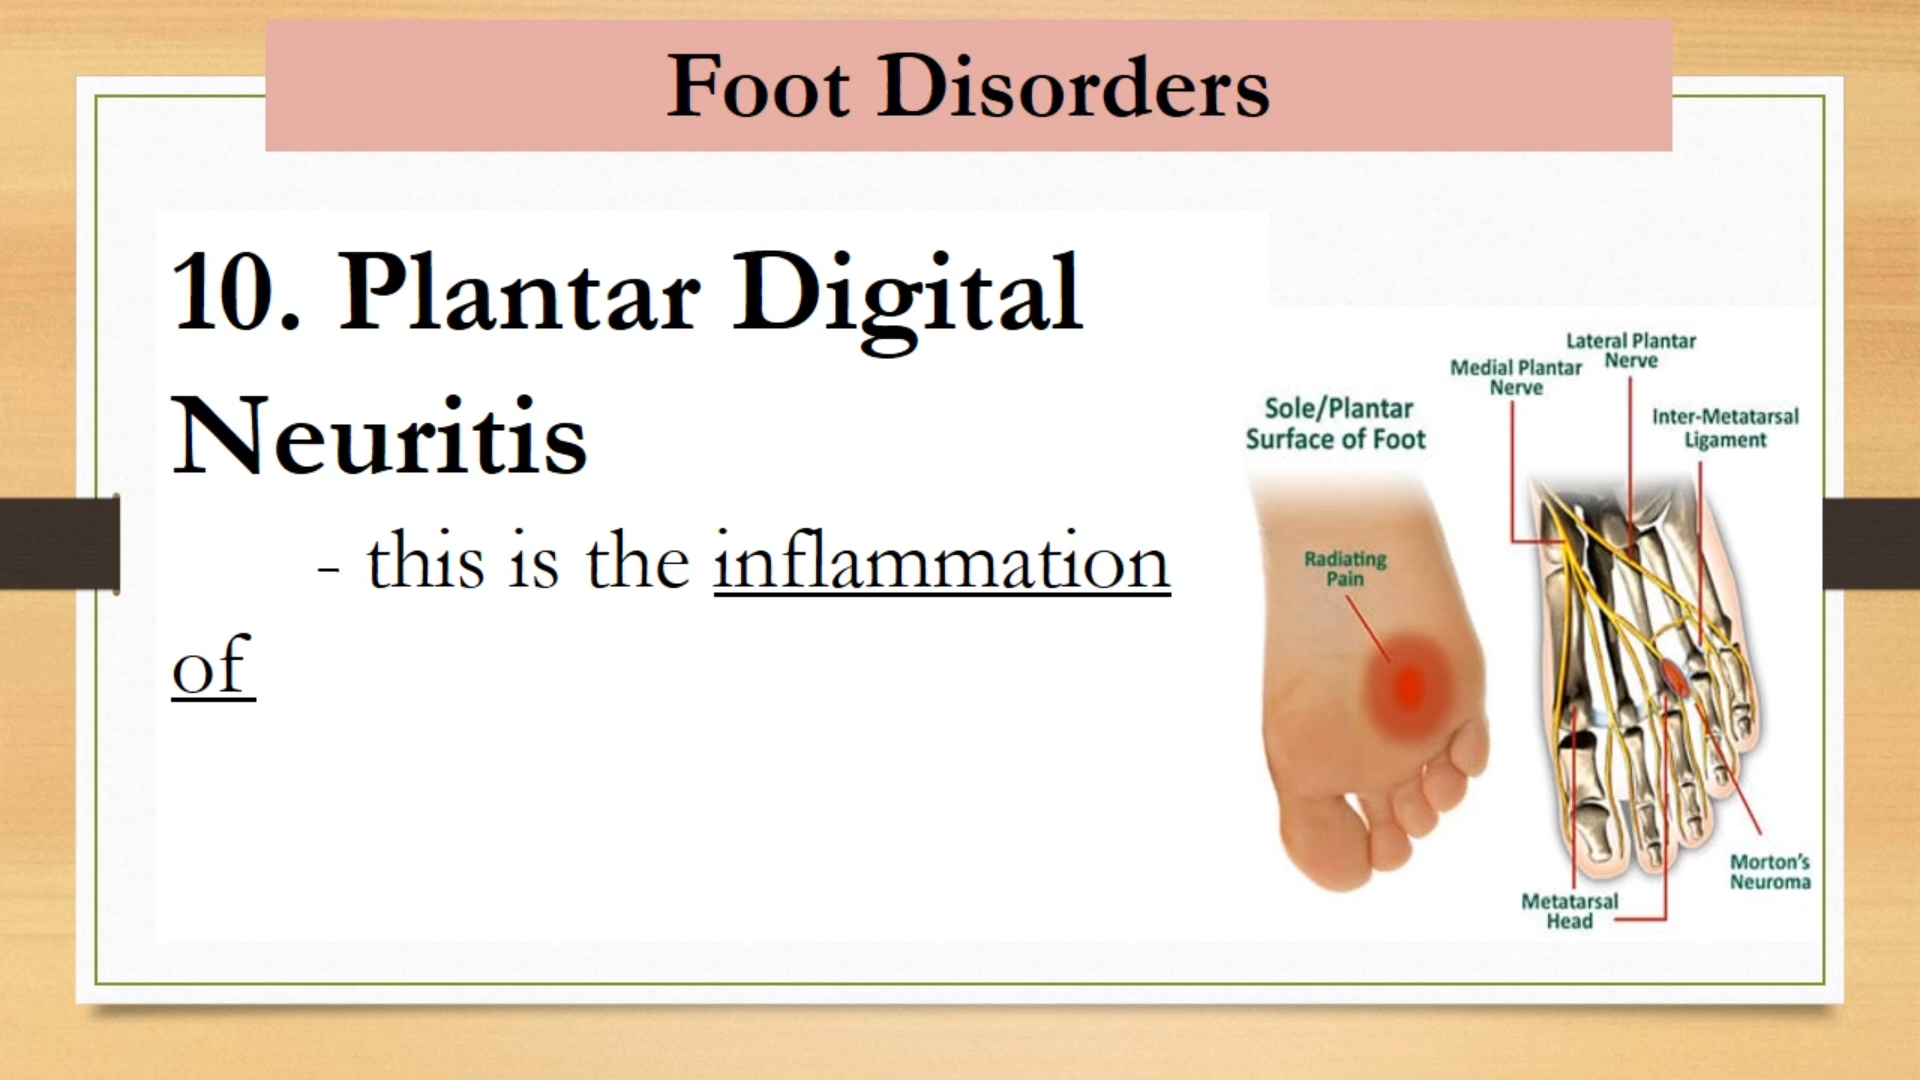 Foot Disorders
10. Plantar Digital
Neuritis
- this is the inflammation
of
Sole/Plantar
Surface of Foot
Radiating
Pain
Medial Plantar
Nerve
Lateral Plantar
Nerve
Inter-Metatarsal
Ligament
Morton's
Neuroma
Metatarsal
Head